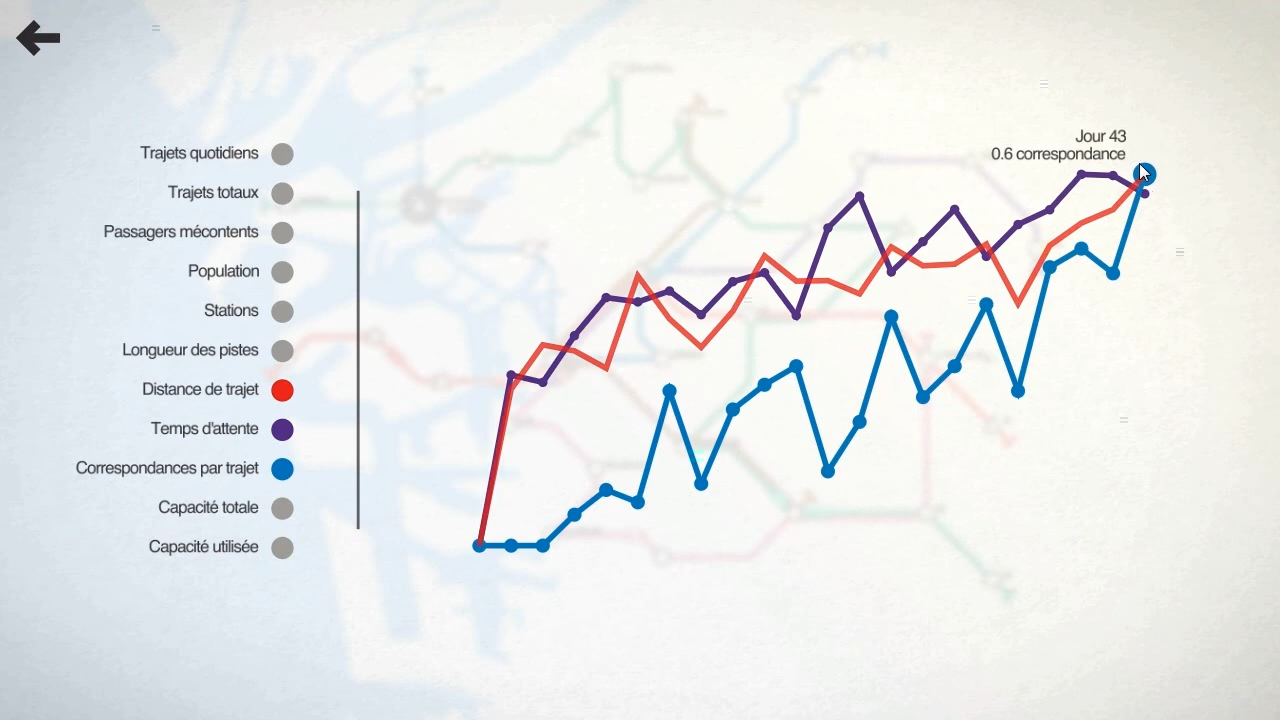 Jour 43
0.6 correspondance
Trajets quotidiens
Trajets totaux
Passagers mécontents
Population
Stations
Longueur des pistes
Distance de trajet
Temps d'attente
Correspondances par trajet
Capacité totale
Capacité utilisée